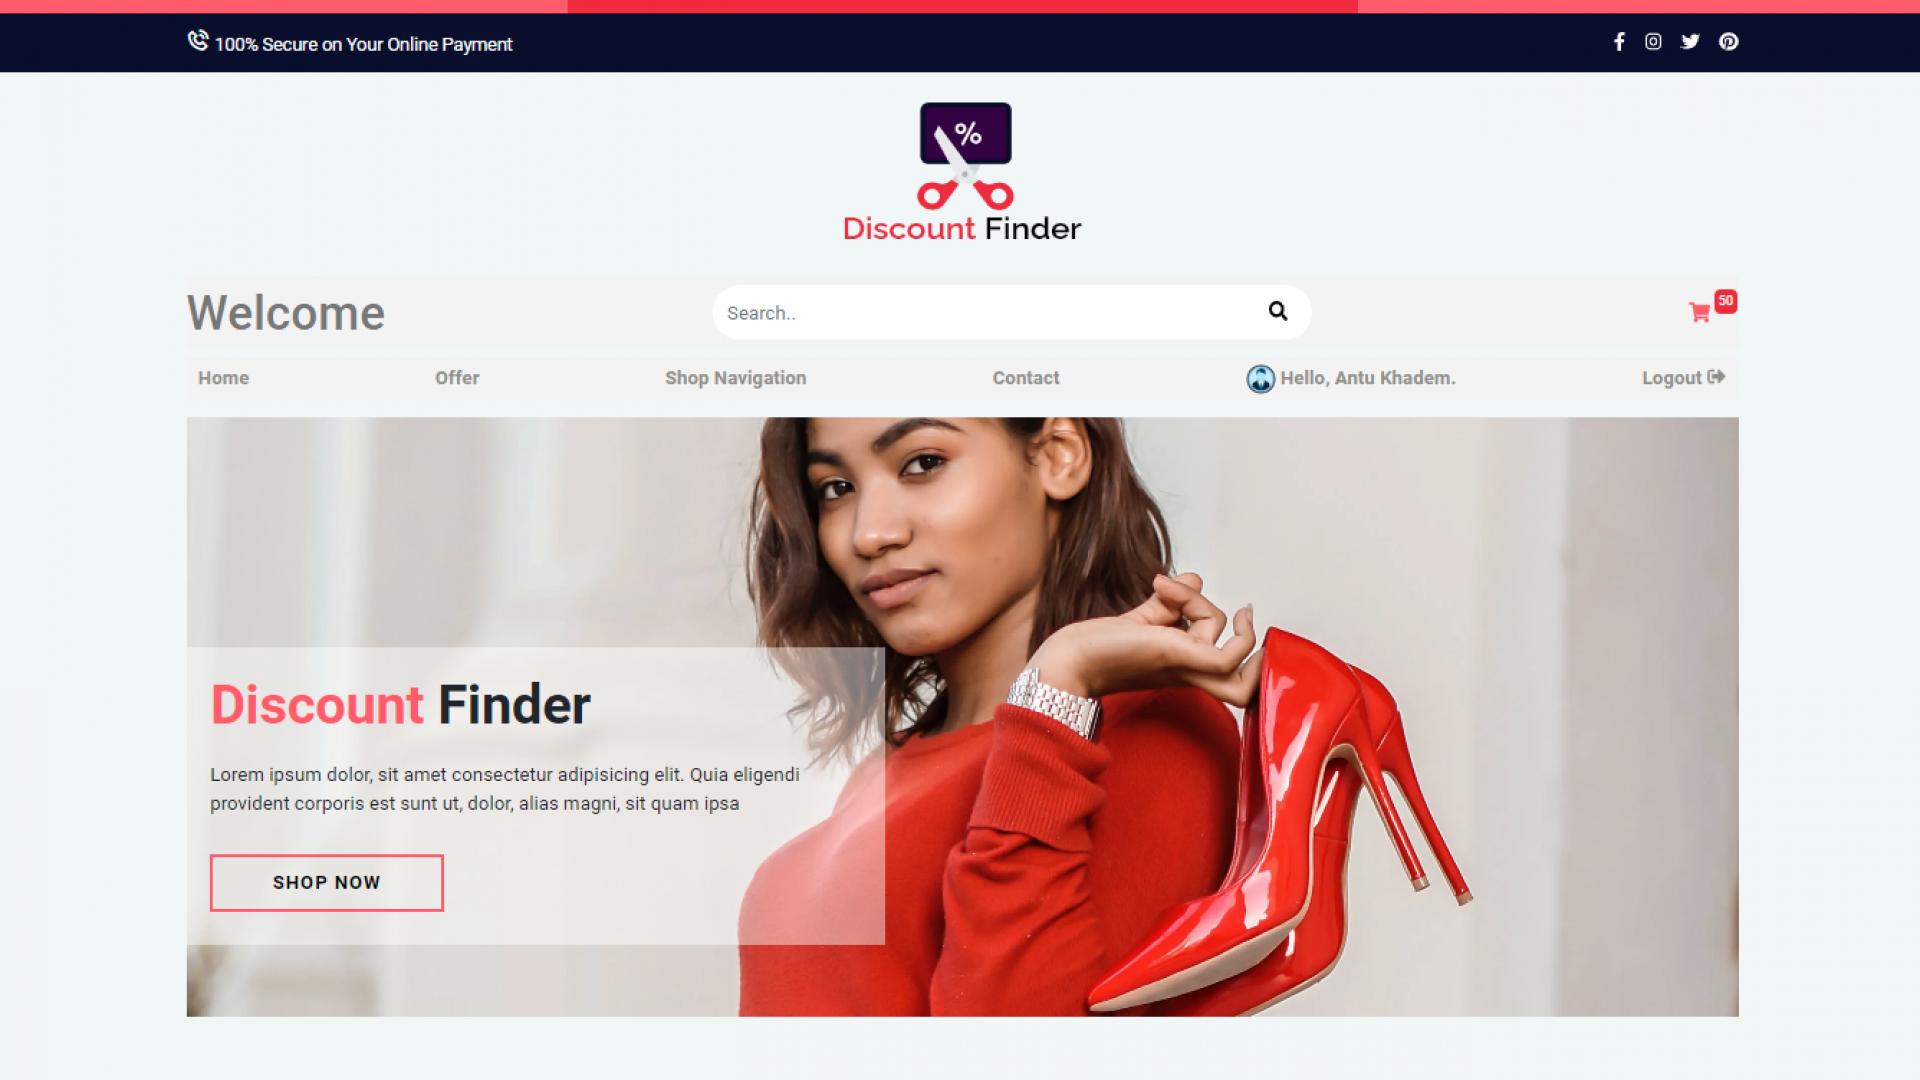 100% Secure on Your Online Payment
%
Discount Finder
Welcome
Search..
50
Home
Offer
Shop Navigation
Contact
Hello, Antu Khadem.
Logout
Discount Finder
Lorem ipsum dolor, sit amet consectetur adipisicing elit. Quia eligendi
provident corporis est sunt ut, dolor, alias magni, sit quam ipsa
SHOP NOW